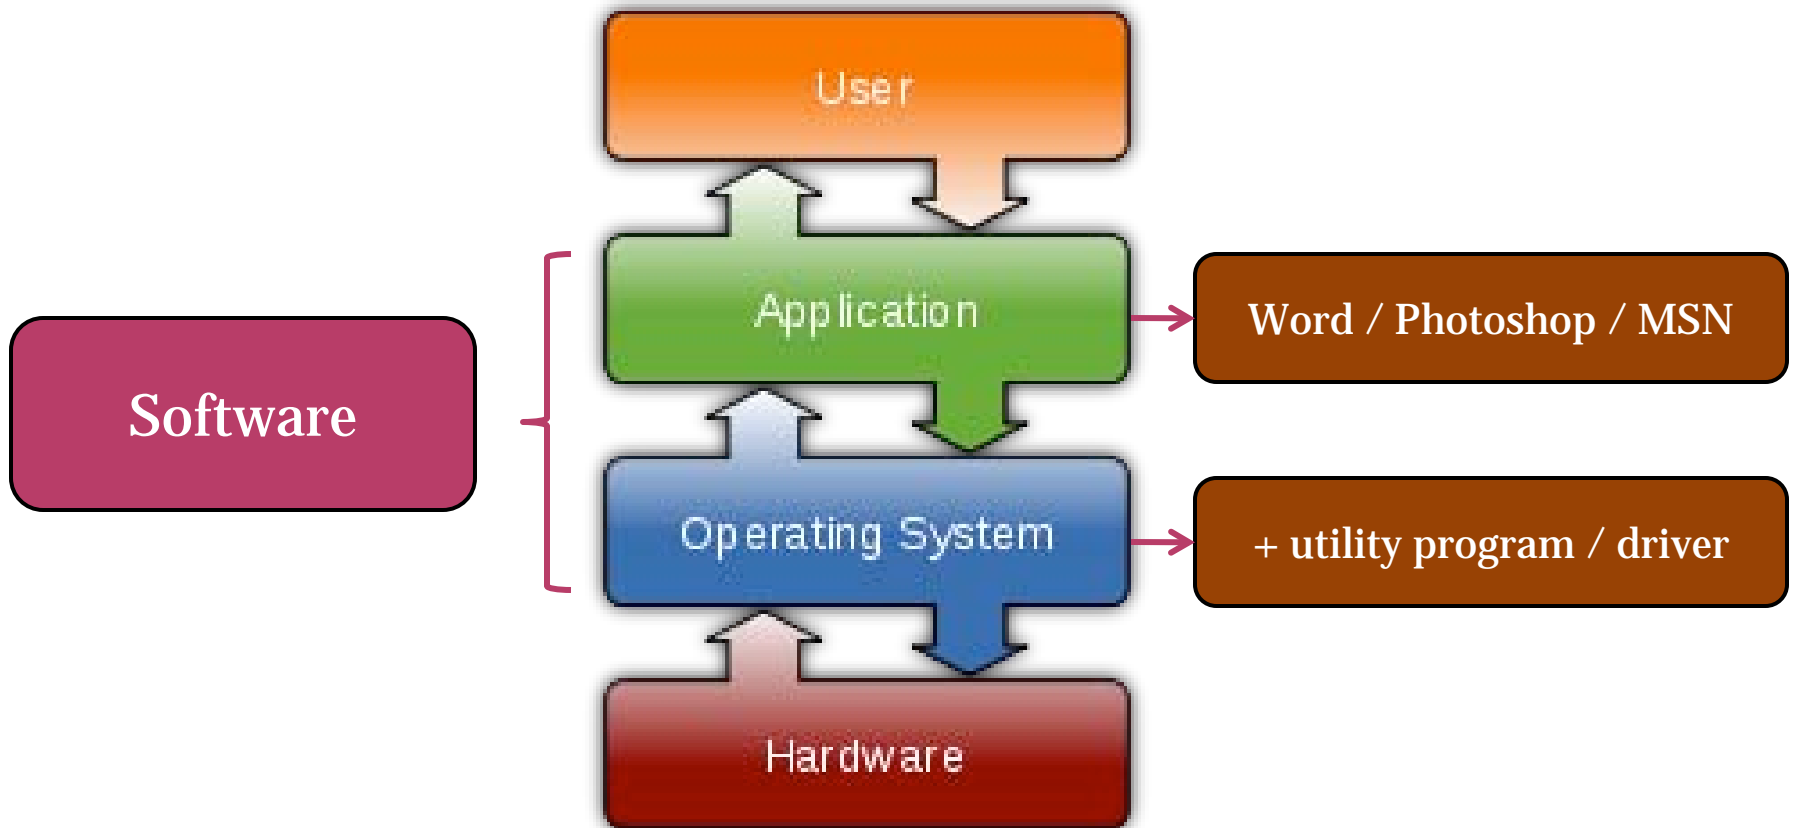 User
Application
Word / Photoshop / MSN
Software
Operating System
+ utility program / driver
Hardware